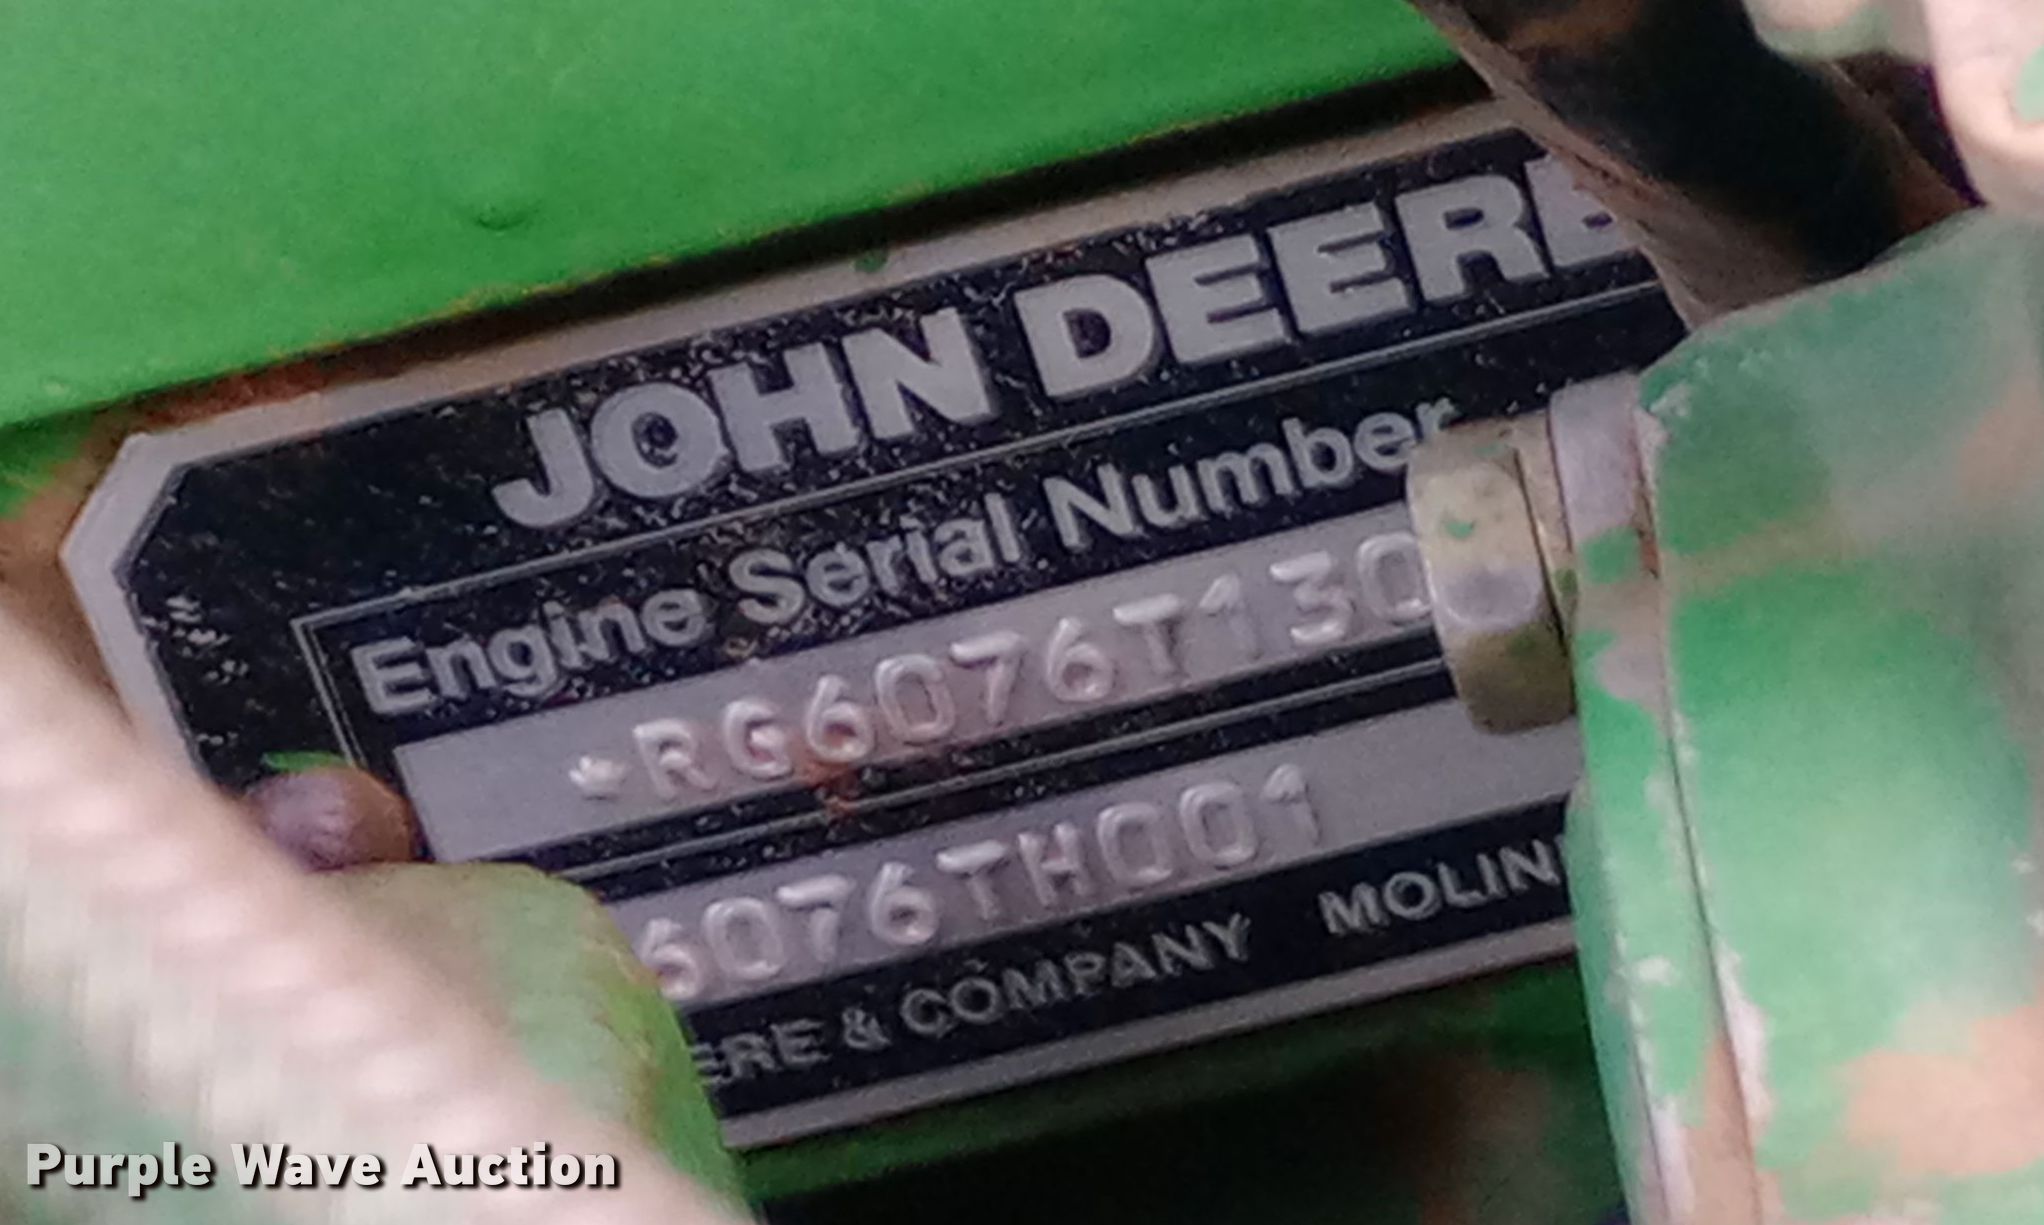 JOHN DEERE
Engine Serial Number
*RG6076T130
6076TH001
ERE & COMPANY MOLIN
Purple Wave Auction